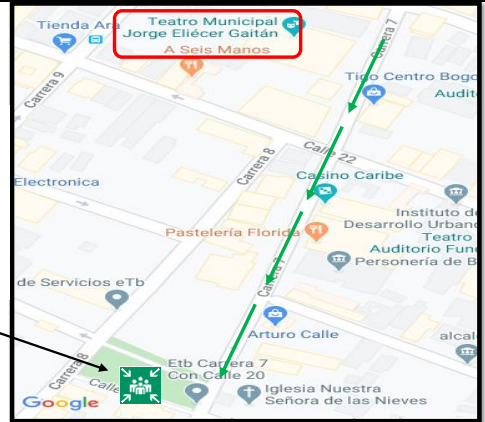 Tienda Ara
Teatro Municipal
Jorge Eliécer Gaitán
A Seis Manos
Carrera 7
Carrera 9
Tigo Centro Bogo
Audit
Calle 22
Carrera 8
Casino Caribe
Electronica
Instituto de
Desarrollo Urban
Teatro
Auditorio Fun
Pastelería Florida
Personería de B
Carrera 7
de Servicios eTb
Arturo Calle
alcal
Carrera 8
Etb Carrera 7
Con Calle 20
Calle
Iglesia Nuestra
Señora de las Nieves
Google